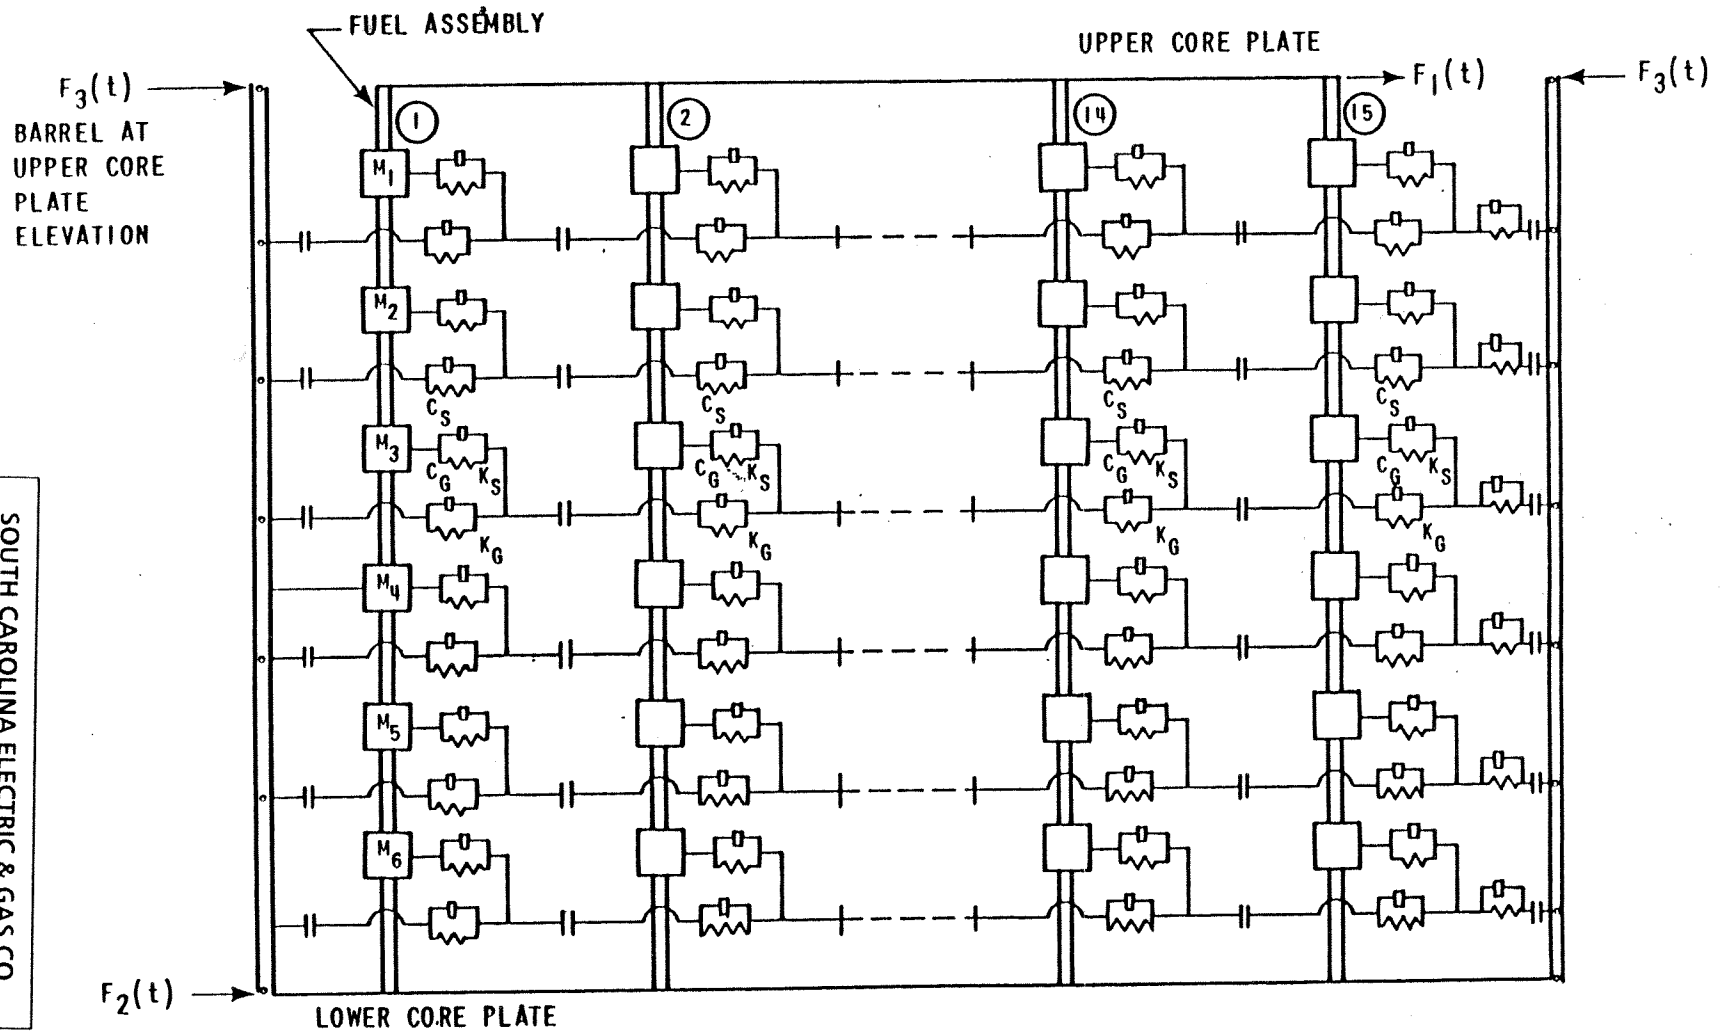 FUEL ASSEMBLY
UPPER CORE PLATE
F3(t)
F1(t)
F3(t)
BARREL AT
UPPER CORE
PLATE
ELEVATION
1
2
14
15
M1
M2
CS
CS
CS
CS
M3
CG KS
CG KS
CG KS
CG KS
KG
KG
KG
KG
M4
M5
M6
F2(t)
LOWER CORE PLATE
SOUTH CAROLINA ELECTRIC & GAS CO